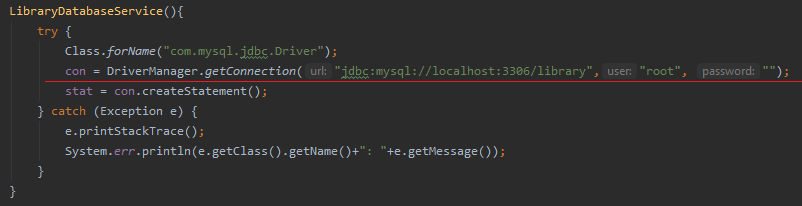 LibraryDatabaseService(){
try {
Class.forName("com.mysql.jdbc.Driver");
con = DriverManager.getConnection( url: "jdbc:mysql://localhost:3306/library", user: "root", password: "");
stat = con.createStatement();
} catch (Exception e) {
e.printStackTrace();
System.err.println(e.getClass().getName()+": "+e.getMessage());
}
}